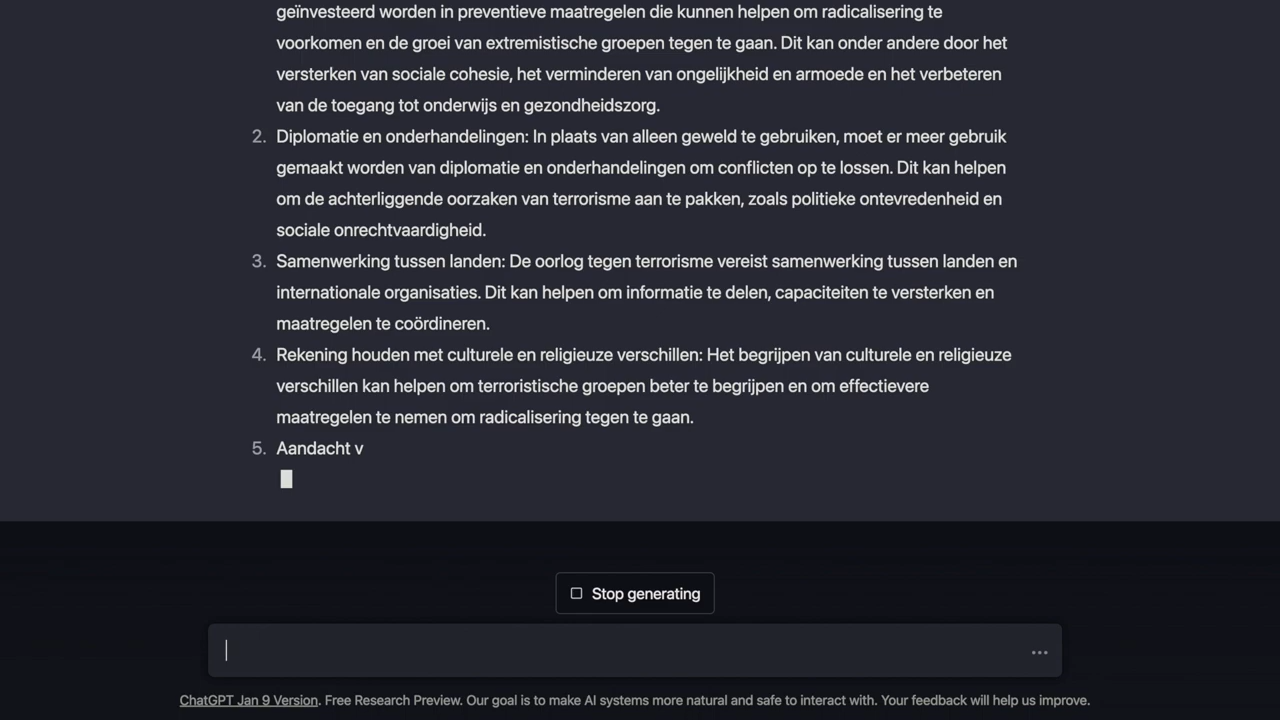 geïnvesteerd worden in preventieve maatregelen die kunnen helpen om radicalisering te
voorkomen en de groei van extremistische groepen tegen te gaan. Dit kan onder andere door het
versterken van sociale cohesie, het verminderen van ongelijkheid en armoede en het verbeteren
van de toegang tot onderwijs en gezondheidszorg.
2. Diplomatie en onderhandelingen: In plaats van alleen geweld te gebruiken, moet er meer gebruik
gemaakt worden van diplomatie en onderhandelingen om conflicten op te lossen. Dit kan helpen
om de achterliggende oorzaken van terrorisme aan te pakken, zoals politieke ontevredenheid en
sociale onrechtvaardigheid.
3. Samenwerking tussen landen: De oorlog tegen terrorisme vereist samenwerking tussen landen en
internationale organisaties. Dit kan helpen om informatie te delen, capaciteiten te versterken en
maatregelen te coördineren.
4. Rekening houden met culturele en religieuze verschillen: Het begrijpen van culturele en religieuze
verschillen kan helpen om terroristische groepen beter te begrijpen en om effectievere
maatregelen te nemen om radicalisering tegen te gaan.
5. Aandacht v
Stop generating
ChatGPT Jan 9 Version. Free Research Preview. Our goal is to make AI systems more natural and safe to interact with. Your feedback will help us improve.